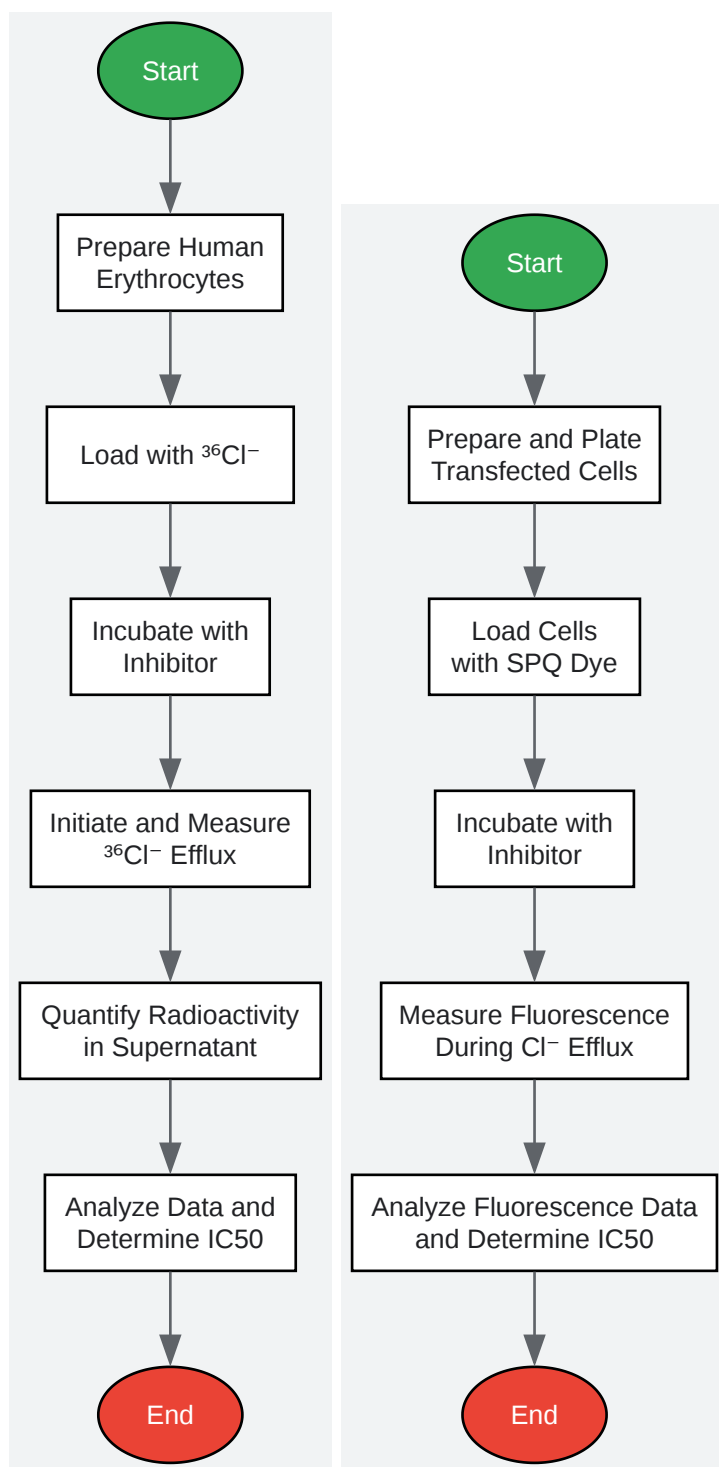 Start
Prepare Human
Erythrocytes
Load with ³⁶Cl⁻
Incubate with
Inhibitor
Initiate and Measure
³⁶Cl⁻ Efflux
Quantify Radioactivity
in Supernatant
Analyze Data and
Determine IC50
End
Start
Prepare and Plate
Transfected Cells
Load Cells
with SPQ Dye
Incubate with
Inhibitor
Measure Fluorescence
During Cl⁻ Efflux
Analyze Fluorescence Data
and Determine IC50
End